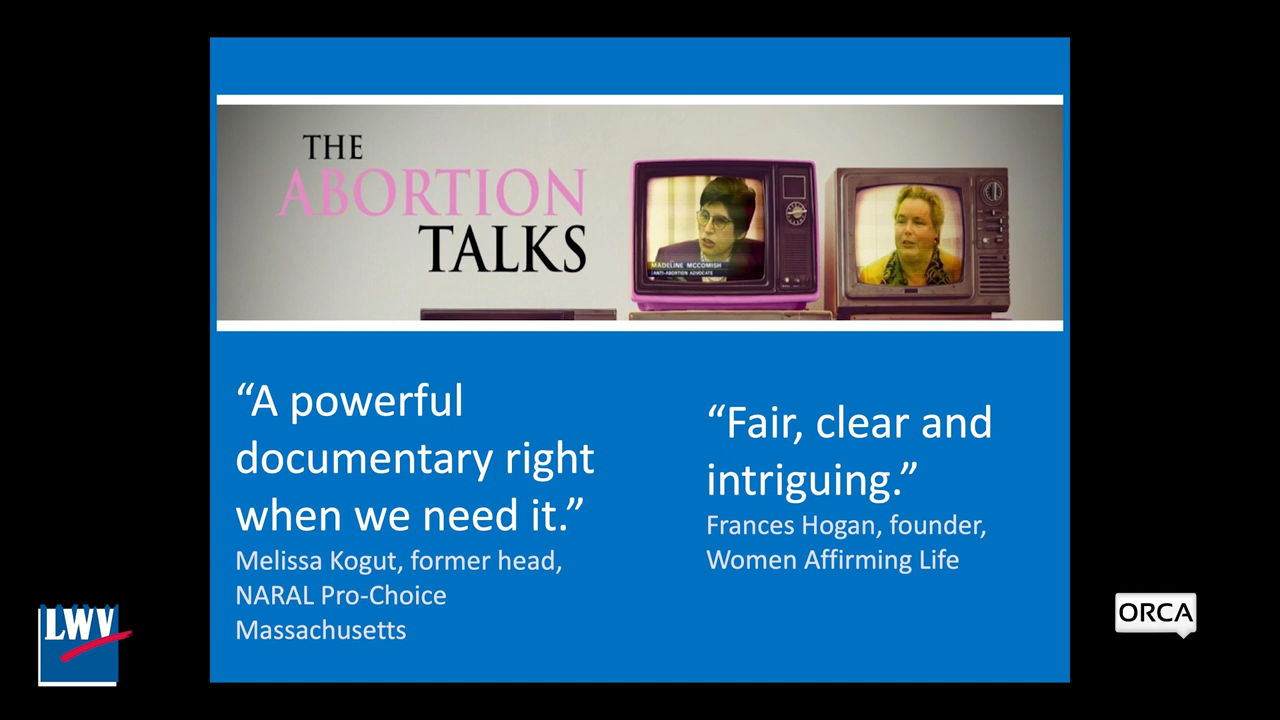 THE
ABORTION
TALKS
MADELINE MCCOMISH
ANTI-ABORTION ADVOCATE
“A powerful
documentary right
when we need it.”
Melissa Kogut, former head,
NARAL Pro-Choice
Massachusetts
“Fair, clear and
intriguing.”
Frances Hogan, founder,
Women Affirming Life
LWV
ORCA